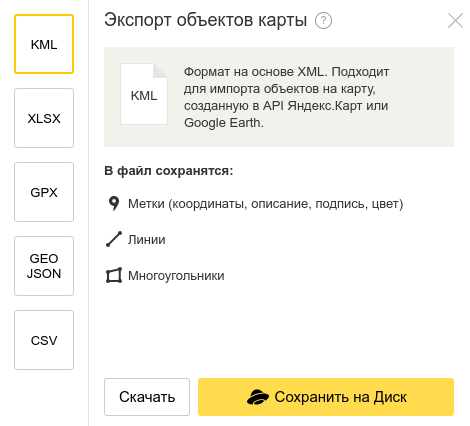 KML
XLSX
GPX
GEO
JSON
CSV
Экспорт объектов карты ?
KML
Формат на основе XML. Подходит
для импорта объектов на карту,
созданную в API Яндекс.Карт или
Google Earth.
В файл сохранятся:
Метки (координаты, описание, подпись, цвет)
Линии
Многоугольники
Скачать
Сохранить на Диск